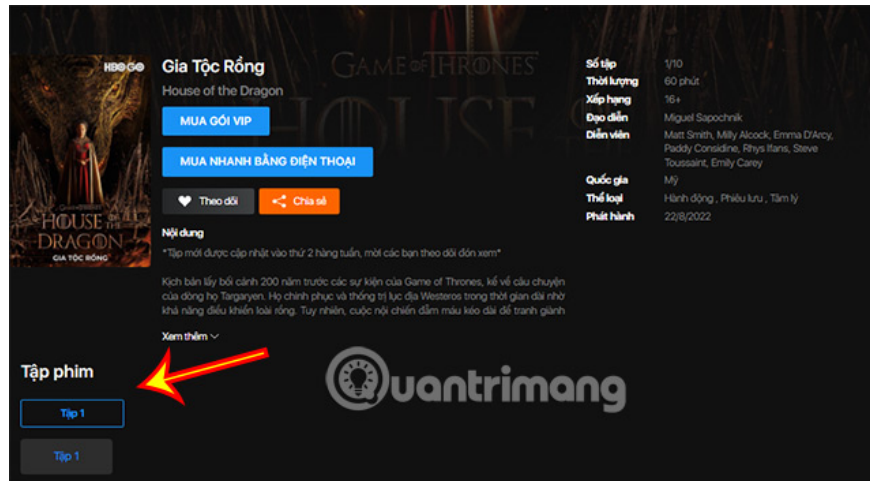 GAME OF THRONES
HOUSE
HBO GO
GAME OF THRONES
HOUSE OF THE
DRAGON
GIA TỘC RỒNG
Gia Tộc Rồng
House of the Dragon
MUA GÓI VIP
MUA NHANH BẰNG ĐIỆN THOẠI
Theo dõi
Chia sẻ
Nội dung
*Tập mới được cập nhật vào thứ 2 hàng tuần, mời các bạn theo dõi đón xem*
Kịch bản lấy bối cảnh 200 năm trước các sự kiện của Game of Thrones, kể về câu chuyện
của dòng họ Targaryen. Họ chinh phục và thống trị lục địa Westeros trong thời gian dài nhờ
khả năng điều khiển loài rồng. Tuy nhiên, cuộc nội chiến đẫm máu kéo dài để tranh giành
Xem thêm
Số tập 1/10
Thời lượng 60 phút
Xếp hạng 16+
Đạo diễn Miguel Sapochnik
Diễn viên Matt Smith, Milly Alcock, Emma D'Arcy,
Paddy Considine, Rhys Ifans, Steve
Toussaint, Emily Carey
Quốc gia Mỹ
Thể loại Hành động , Phiêu lưu , Tâm lý
Phát hành 22/8/2022
Tập phim
Tập 1
Tập 1
Quantrimang